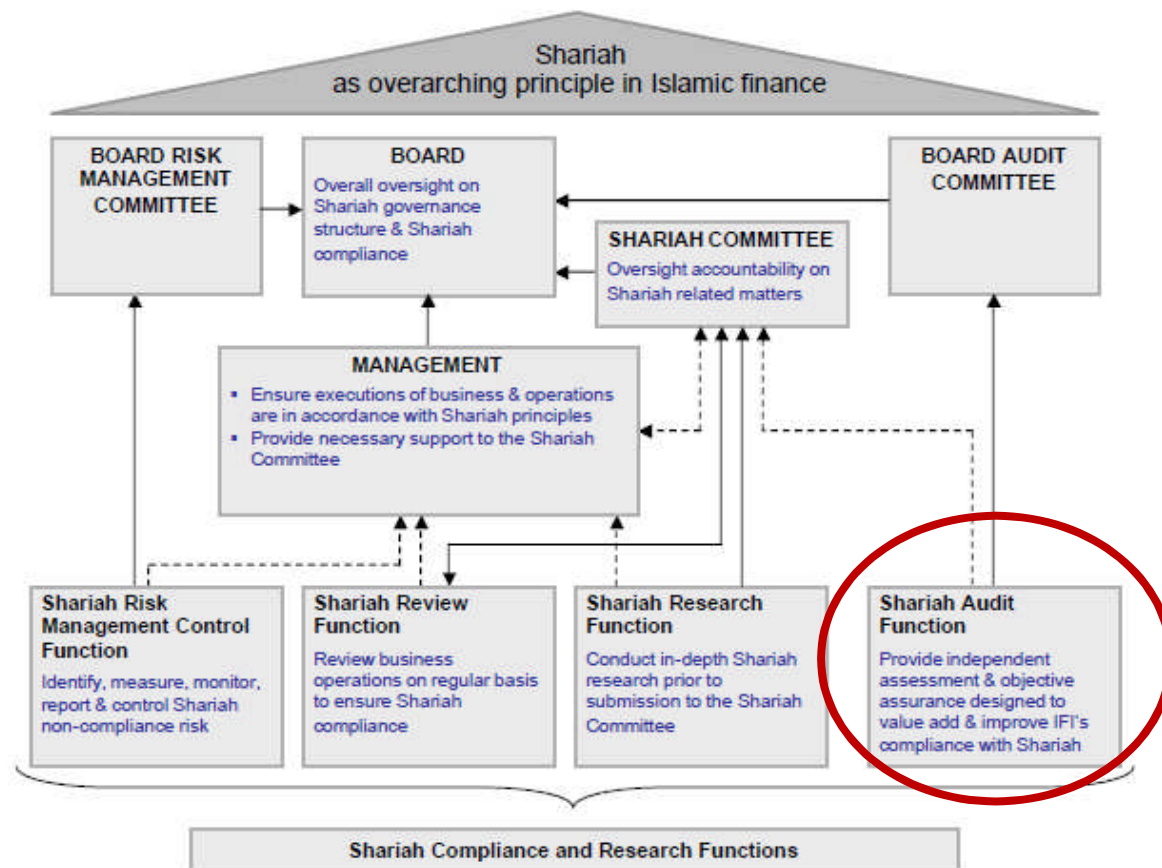 Shariah
as overarching principle in Islamic finance
BOARD RISK
MANAGEMENT
COMMITTEE
BOARD
Overall oversight on
Shariah governance
structure & Shariah
compliance
BOARD AUDIT
COMMITTEE
SHARIAH COMMITTEE
Oversight accountability on
Shariah related matters
MANAGEMENT
▪ Ensure executions of business & operations
are in accordance with Shariah principles
▪ Provide necessary support to the Shariah
Committee
Shariah Risk
Management Control
Function
Identify, measure, monitor,
report & control Shariah
non-compliance risk
Shariah Review
Function
Review business
operations on regular basis
to ensure Shariah
compliance
Shariah Research
Function
Conduct in-depth Shariah
research prior to
submission to the Shariah
Committee
Shariah Audit
Function
Provide independent
assessment & objective
assurance designed to
value add & improve IFI's
compliance with Shariah
Shariah Compliance and Research Functions